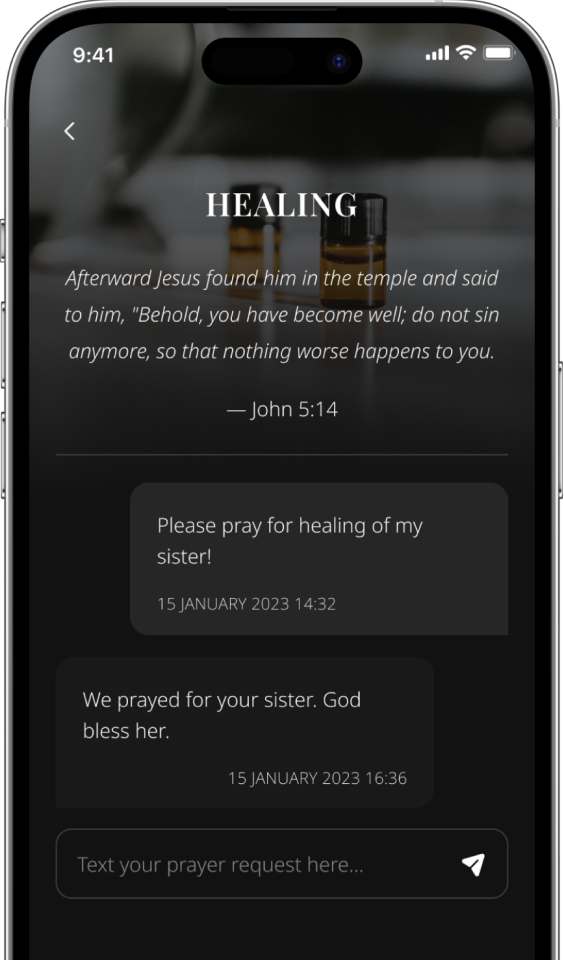 9:41
HEALING
Afterward Jesus found him in the temple and said
to him, "Behold, you have become well; do not sin
anymore, so that nothing worse happens to you.
— John 5:14
Please pray for healing of my
sister!
15 JANUARY 2023 14:32
We prayed for your sister. God
bless her.
15 JANUARY 2023 16:36
Text your prayer request here...